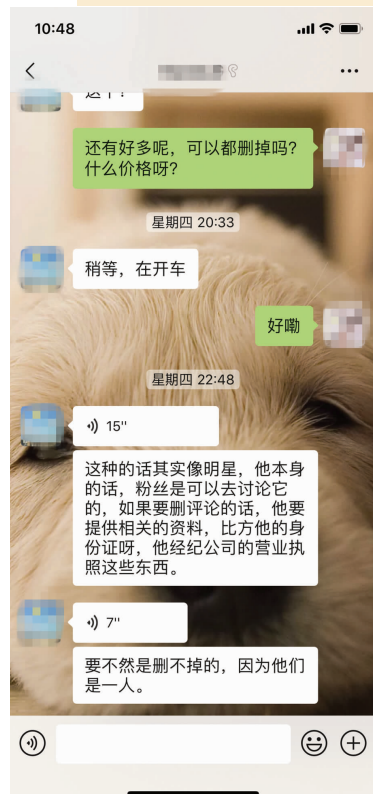 10:48
还有好多呢，可以都删掉吗？
什么价格呀？
星期四 20:33
稍等，在开车
好嘞
星期四 22:48
15"
这种的话其实像明星，他本身
的话，粉丝是可以去讨论它
的，如果要删评论的话，他要
提供相关的资料，比方他的身
份证呀，他经纪公司的营业执
照这些东西。
7"
要不然是删不掉的，因为他们
是一人。